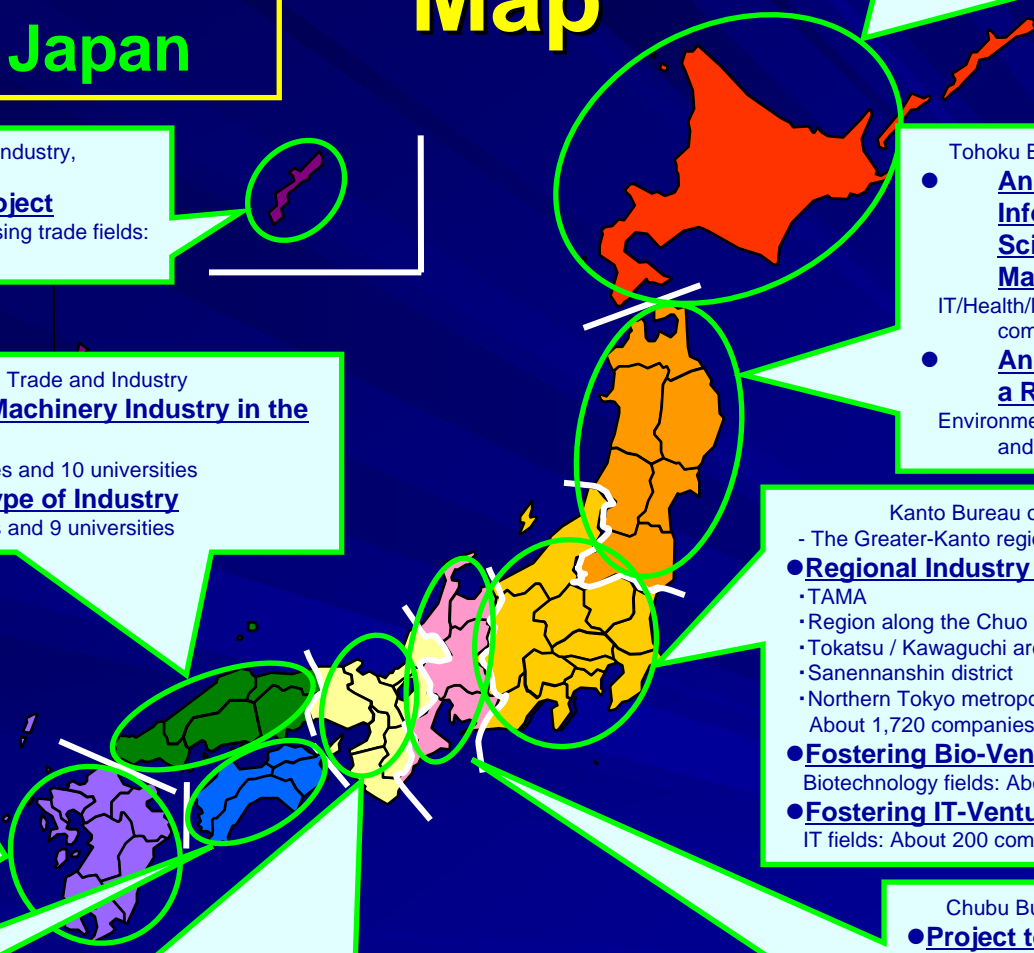 Map
Japan
ndustry,
oject
sing trade fields:
Trade and Industry
Machinery Industry in the
es and 10 universities
ype of Industry
s and 9 universities
Tohoku B
● An
Info
Sci
Ma
IT/Health/
com
● An
a R
Environme
and
Kanto Bureau o
- The Greater-Kanto regi
●Regional Industry
・TAMA
・Region along the Chuo
・Tokatsu / Kawaguchi are
・Sanennanshin district
・Northern Tokyo metropo
About 1,720 companies
●Fostering Bio-Ven
Biotechnology fields: Abo
●Fostering IT-Ventu
IT fields: About 200 com
Chubu Bu
●Project to